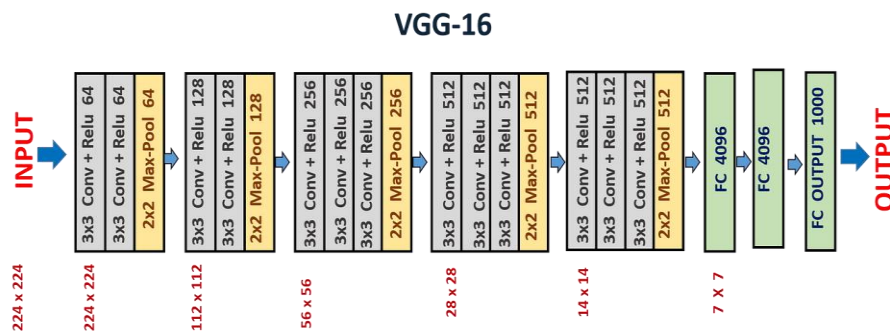 VGG-16
INPUT
3x3 Conv + Relu 64
3x3 Conv + Relu 64
2x2 Max-Pool 64
3x3 Conv + Relu 128
3x3 Conv + Relu 128
2x2 Max-Pool 128
3x3 Conv + Relu 256
3x3 Conv + Relu 256
3x3 Conv + Relu 256
2x2 Max-Pool 256
3x3 Conv + Relu 512
3x3 Conv + Relu 512
3x3 Conv + Relu 512
2x2 Max-Pool 512
3x3 Conv + Relu 512
3x3 Conv + Relu 512
3x3 Conv + Relu 512
2x2 Max-Pool 512
FC 4096
FC 4096
FC OUTPUT 1000
OUTPUT
224 x 224
224 x 224
112 x 112
56 x 56
28 x 28
14 x 14
7 X 7